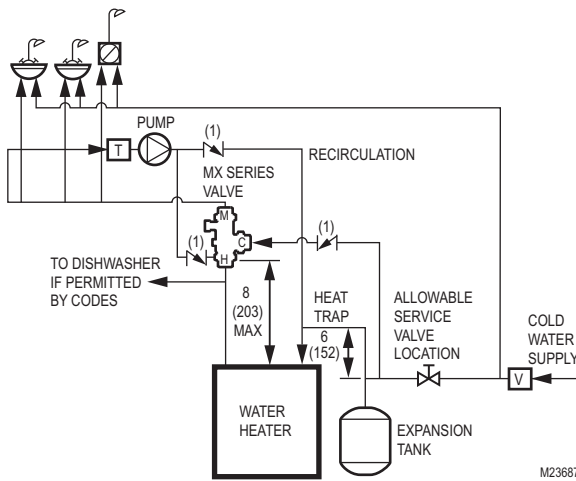 PUMP
(1)
T
RECIRCULATION
MX SERIES
VALVE
M
(1)
C
(1)
H
TO DISHWASHER
IF PERMITTED
BY CODES
8
(203)
MAX
HEAT
TRAP
6
(152)
ALLOWABLE
SERVICE
VALVE
LOCATION
COLD
WATER
SUPPLY
V
WATER
HEATER
EXPANSION
TANK
M23687